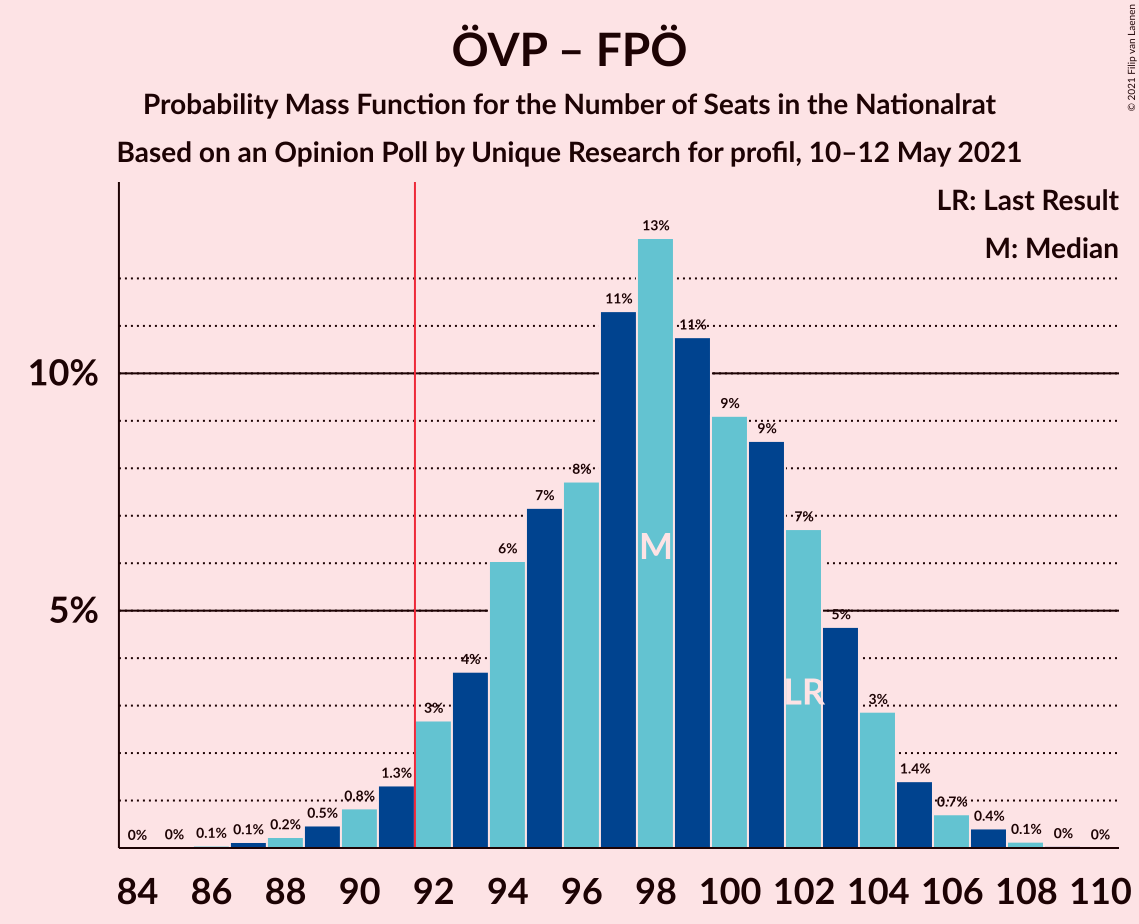 ÖVP – FPÖ
Probability Mass Function for the Number of Seats in the Nationalrat
Based on an Opinion Poll by Unique Research for profil, 10–12 May 2021
© 2021 Filip van Laenen
LR: Last Result
M: Median
13%
11%
11%
10%
9%
9%
8%
7%
7%
6%
M
5%
5%
4%
LR
3%
3%
1.3%
1.4%
0.8%
0.7%
0.5%
0.4%
0% 0% 0.1% 0.1% 0.2%
0.1% 0% 0%
84 86 88 90 92 94 96 98 100 102 104 106 108 110